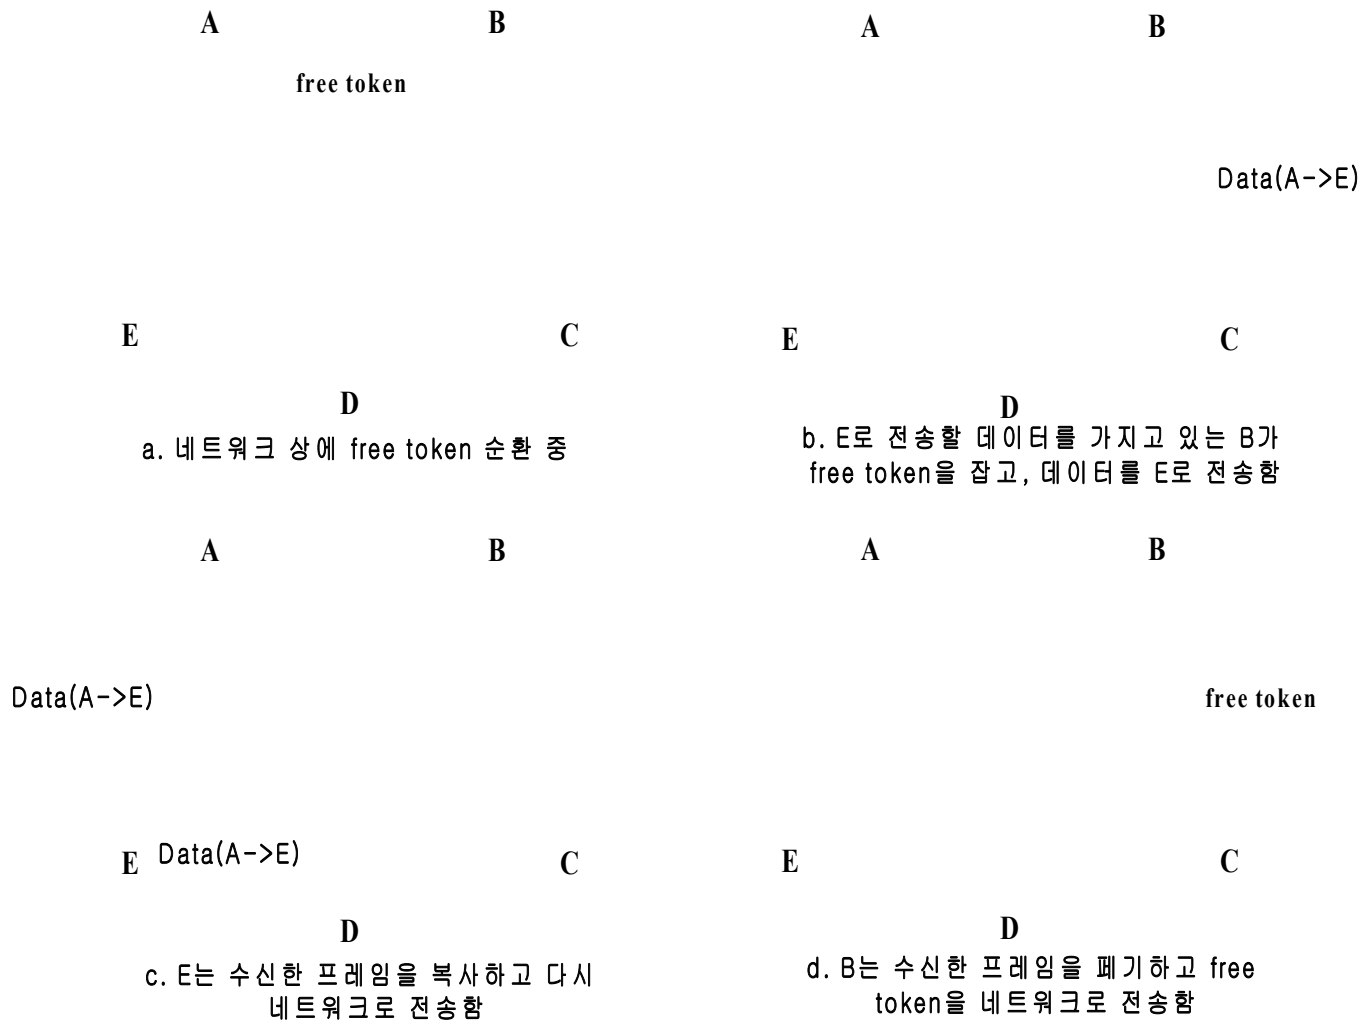 A B
free token
E C
D
a. 네트워크 상에 free token 순환 중
A B
Data(A->E)
E C
D
b. E로 전송할 데이터를 가지고 있는 B가
free token을 잡고, 데이터를 E로 전송함
A B
Data(A->E)
E Data(A->E) C
D
c. E는 수신한 프레임을 복사하고 다시
네트워크로 전송함
A B
free token
E C
D
d. B는 수신한 프레임을 폐기하고 free
token을 네트워크로 전송함